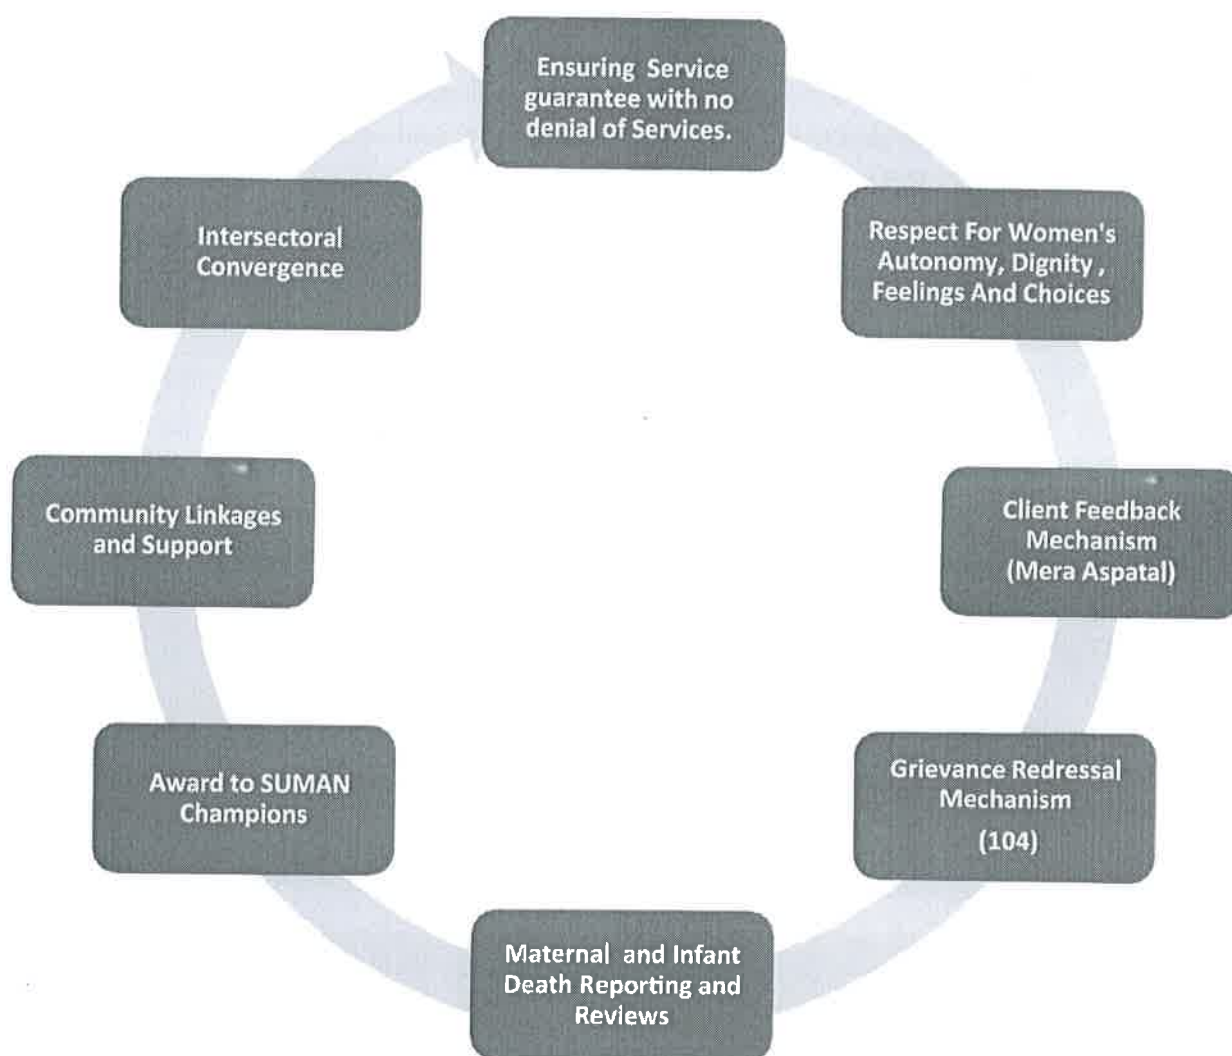 Ensuring Service
guarantee with no
denial of Services.
Respect For Women's
Autonomy, Dignity ,
Feelings And Choices
Client Feedback
Mechanism
(Mera Aspatal)
Grievance Redressal
Mechanism
(104)
Maternal and Infant
Death Reporting and
Reviews
Award to SUMAN
Champions
Community Linkages
and Support
Intersectoral
Convergence